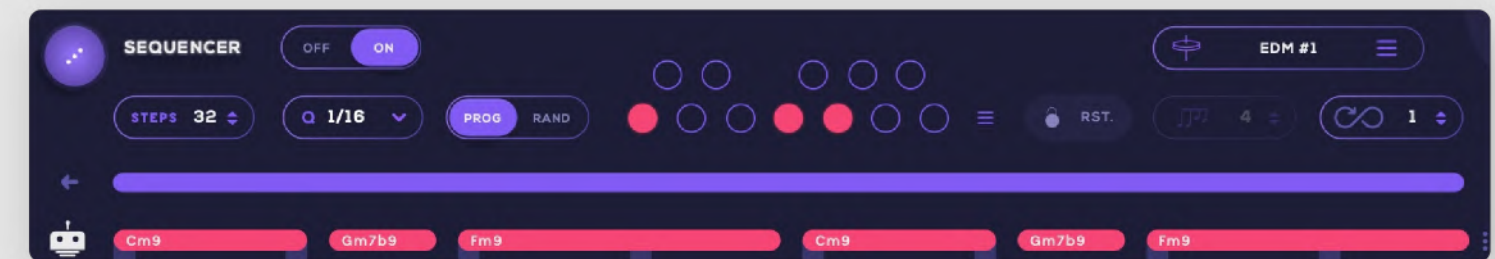 SEQUENCER OFF ON EDM #1
STEPS 32 Q 1/16 PROG RAND RST. 4 1
Cm9 Gm7b9 Fm9 Cm9 Gm7b9 Fm9